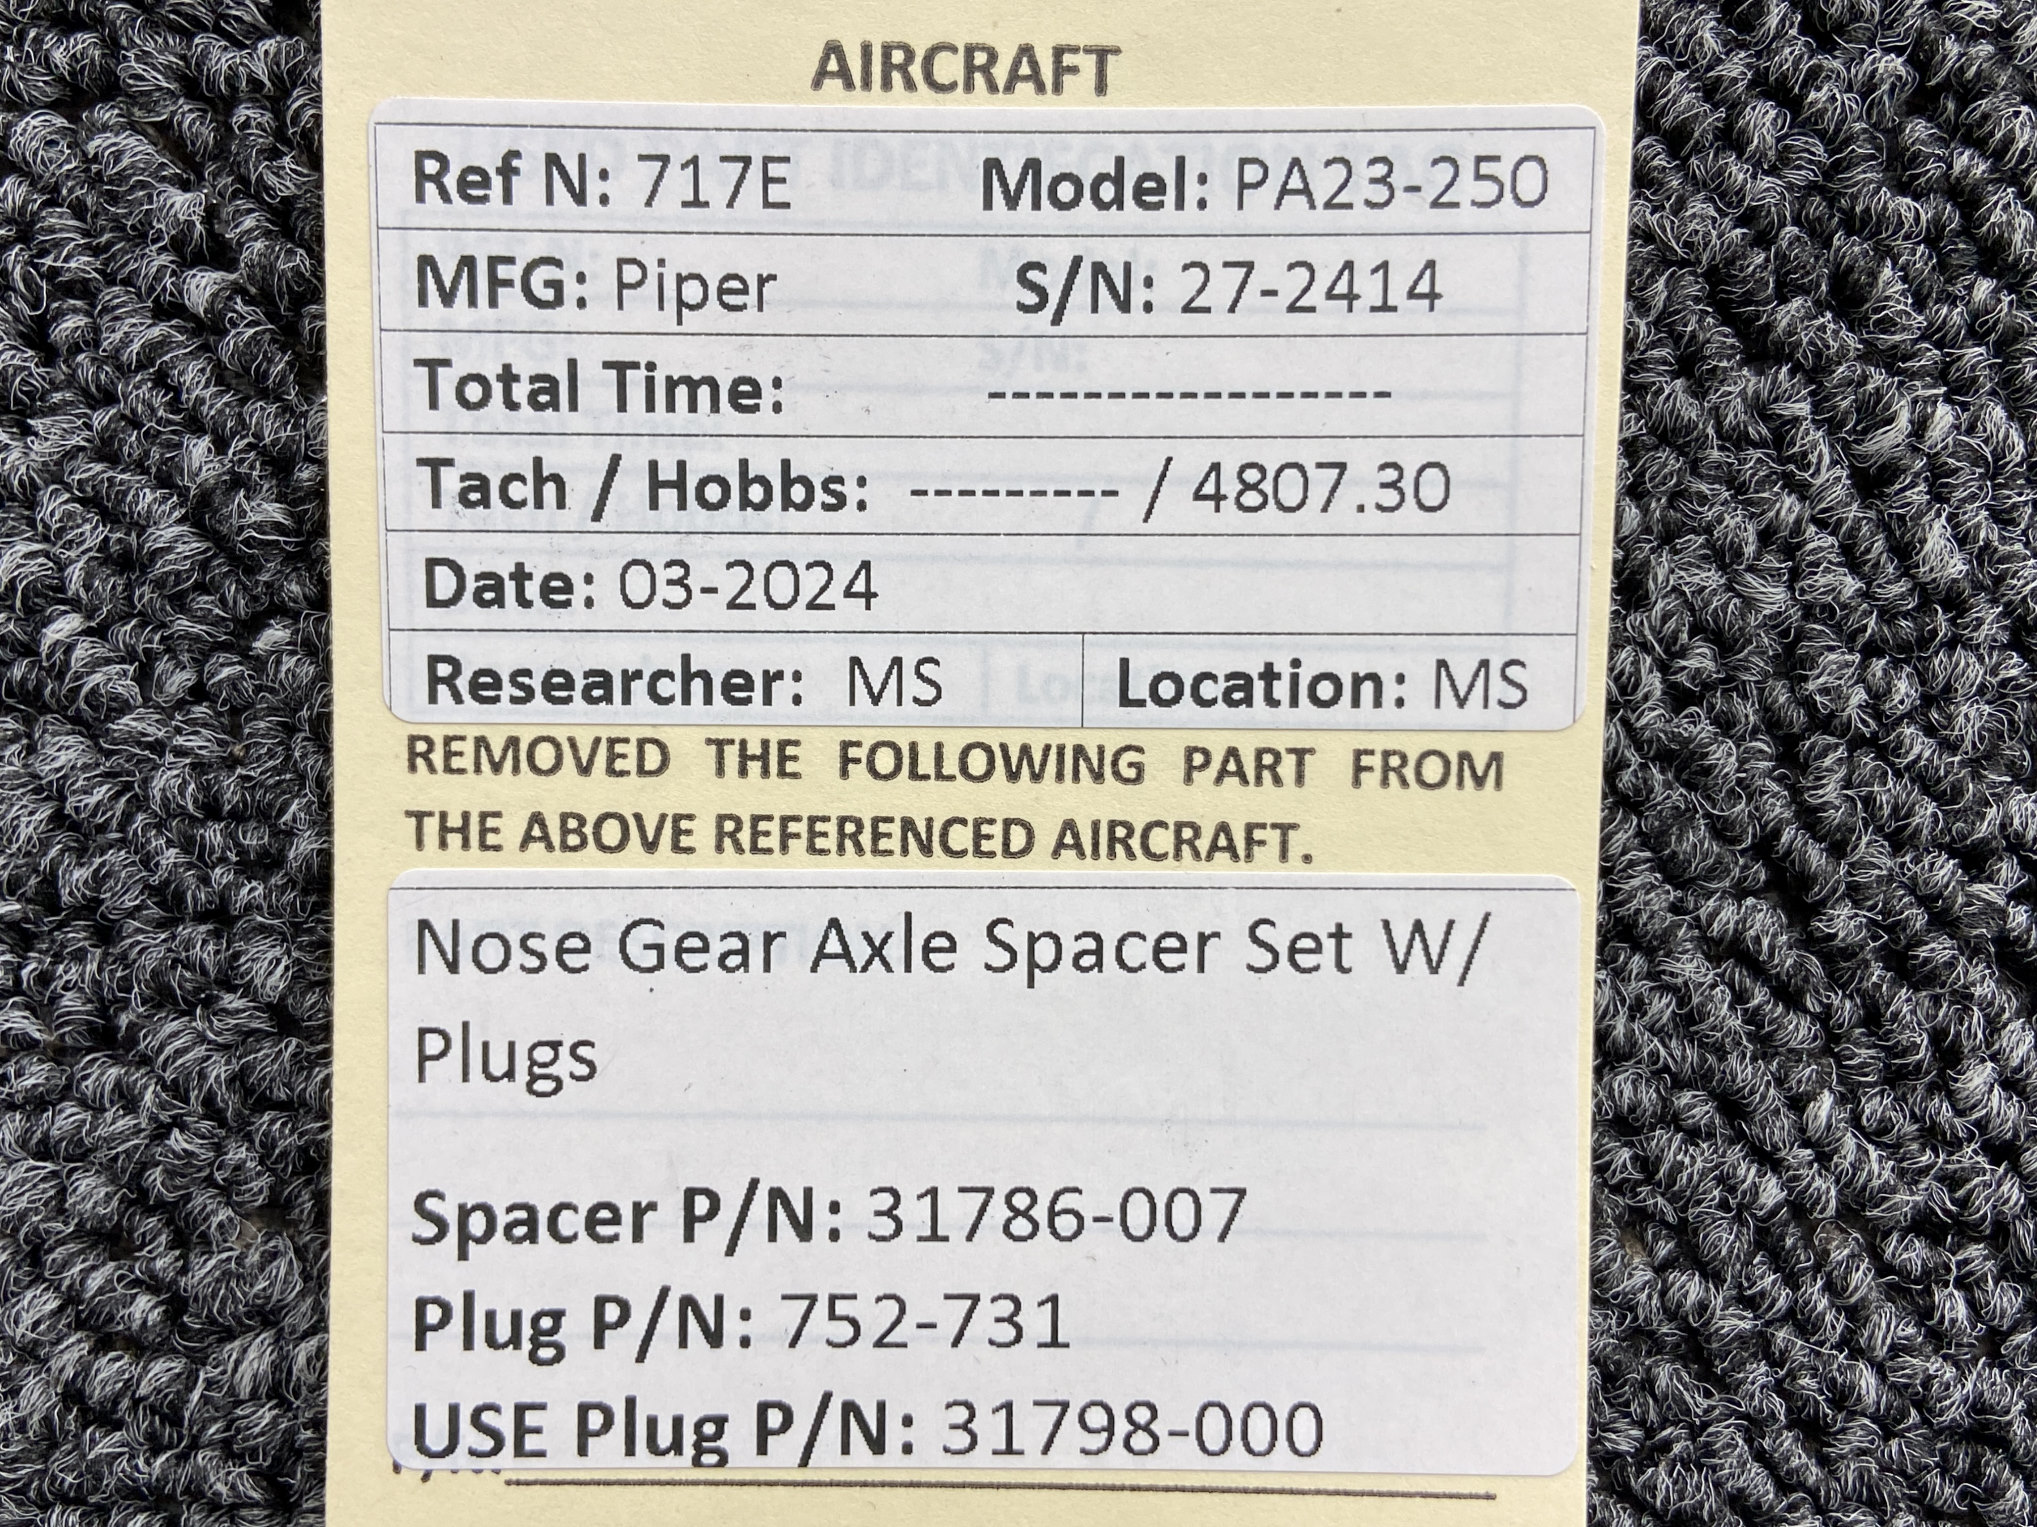 AIRCRAFT
Ref N: 717E Model: PA23-250
MFG: Piper S/N: 27-2414
Total Time: -----------------
Tach / Hobbs: --------- / 4807.30
Date: 03-2024
Researcher: MS Location: MS
REMOVED THE FOLLOWING PART FROM
THE ABOVE REFERENCED AIRCRAFT.
Nose Gear Axle Spacer Set W/
Plugs
Spacer P/N: 31786-007
Plug P/N: 752-731
USE Plug P/N: 31798-000